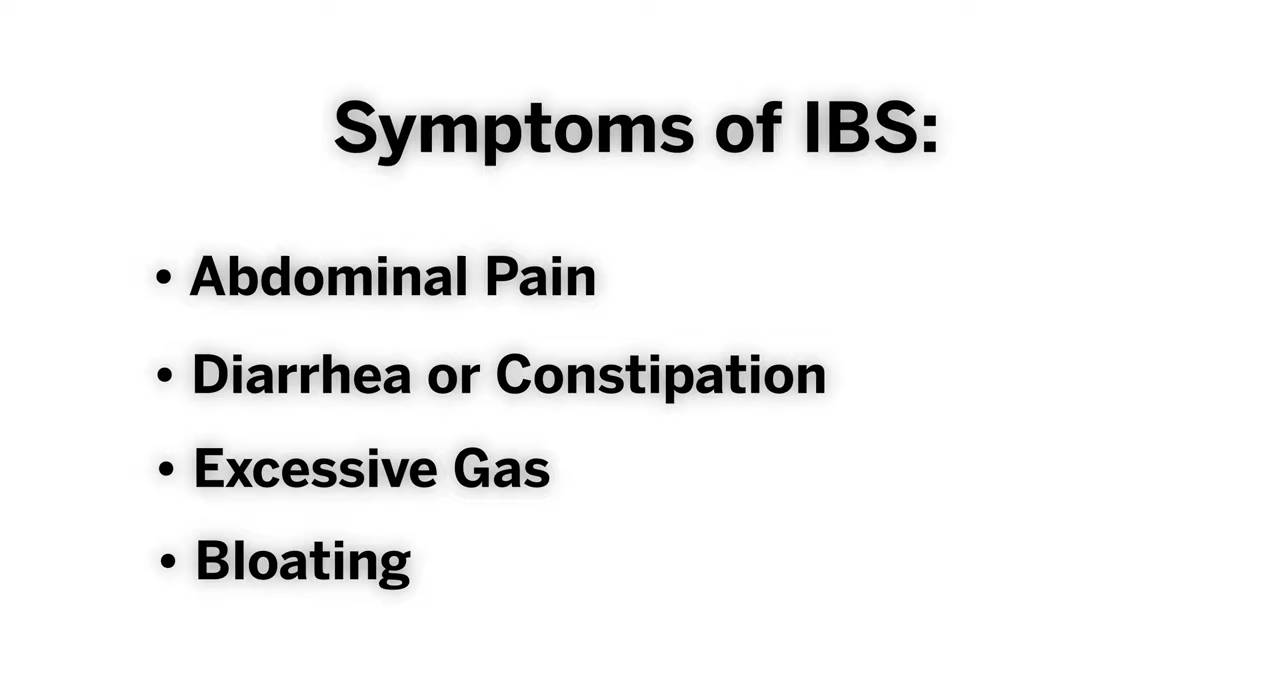 Symptoms of IBS:
• Abdominal Pain
• Diarrhea or Constipation
• Excessive Gas
• Bloating